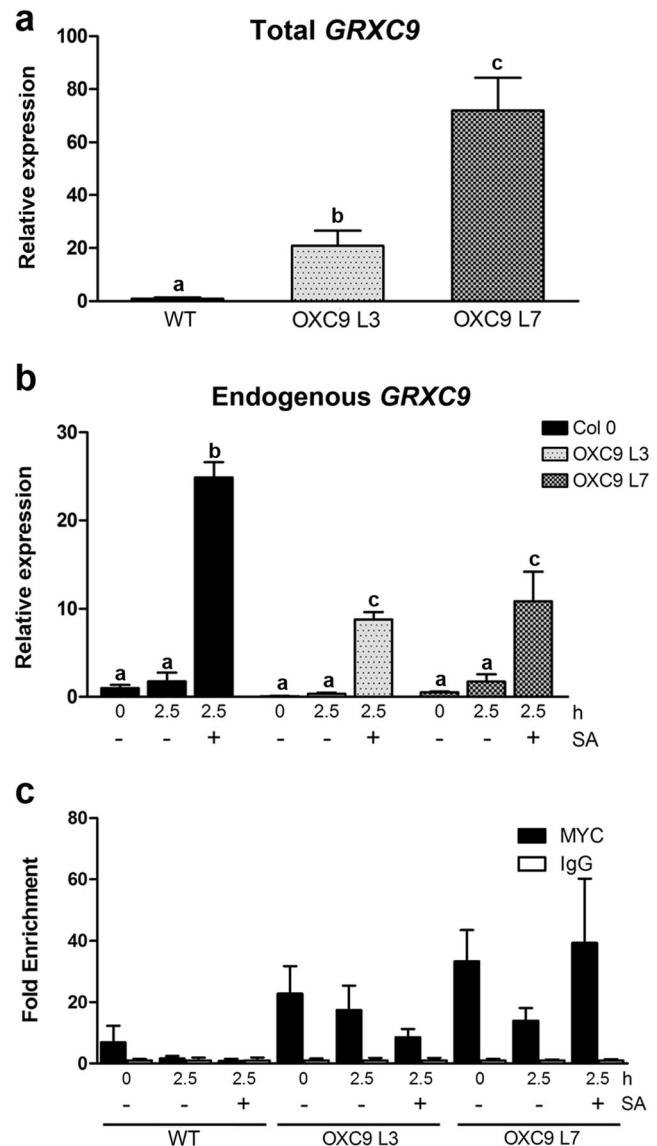 a
Total GRXC9
Relative expression
100
80
60
40
20
0
a
b
c
WT
OXC9 L3
OXC9 L7
b
Endogenous GRXC9
Relative expression
30
20
10
0
Col 0
OXC9 L3
OXC9 L7
a a b a a c a a c
0 2.5 2.5 0 2.5 2.5 0 2.5 2.5 h
- - + - - + - - + SA
c
Fold Enrichment
80
60
40
20
0
MYC
IgG
0 2.5 2.5 0 2.5 2.5 0 2.5 2.5 h
- - + - - + - - + SA
WT OXC9 L3 OXC9 L7